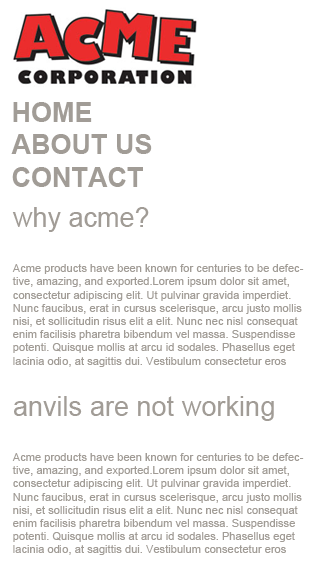 ACME
CORPORATION
HOME
ABOUT US
CONTACT
why acme?
Acme products have been known for centuries to be defec-
tive, amazing, and exported.Lorem ipsum dolor sit amet,
consectetur adipiscing elit. Ut pulvinar gravida imperdiet.
Nunc faucibus, erat in cursus scelerisque, arcu justo mollis
nisi, et sollicitudin risus elit a elit. Nunc nec nisl consequat
enim facilisis pharetra bibendum vel massa. Suspendisse
potenti. Quisque mollis at arcu id sodales. Phasellus eget
lacinia odio, at sagittis dui. Vestibulum consectetur eros
anvils are not working
Acme products have been known for centuries to be defec-
tive, amazing, and exported.Lorem ipsum dolor sit amet,
consectetur adipiscing elit. Ut pulvinar gravida imperdiet.
Nunc faucibus, erat in cursus scelerisque, arcu justo mollis
nisi, et sollicitudin risus elit a elit. Nunc nec nisl consequat
enim facilisis pharetra bibendum vel massa. Suspendisse
potenti. Quisque mollis at arcu id sodales. Phasellus eget
lacinia odio, at sagittis dui. Vestibulum consectetur eros